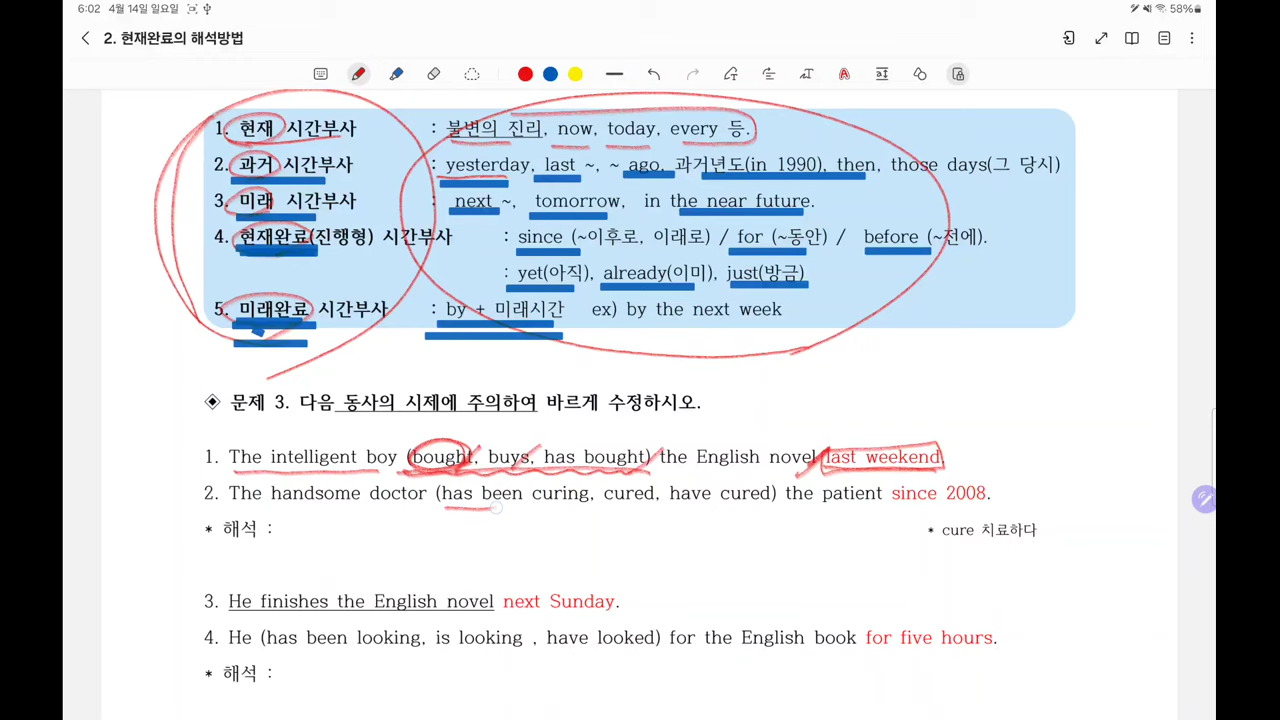 6:02 4월 14일 일요일
58%
2. 현재완료의 해석방법
1. 현재 시간부사 : 불변의 진리, now, today, every 등.
2. 과거 시간부사 : yesterday, last ~, ~ ago, 과거년도(in 1990), then, those days(그 당시)
3. 미래 시간부사 : next ~, tomorrow, in the near future.
4. 현재완료(진행형) 시간부사 : since (~이후로, 이래로) / for (~동안) / before (~전에).
: yet(아직), already(이미), just(방금)
5. 미래완료 시간부사 : by + 미래시간 ex) by the next week
◈ 문제 3. 다음 동사의 시제에 주의하여 바르게 수정하시오.
1. The intelligent boy (bought, buys, has bought) the English novel last weekend.
2. The handsome doctor (has been curing, cured, have cured) the patient since 2008.
* 해석 : * cure 치료하다
3. He finishes the English novel next Sunday.
4. He (has been looking, is looking , have looked) for the English book for five hours.
* 해석 :